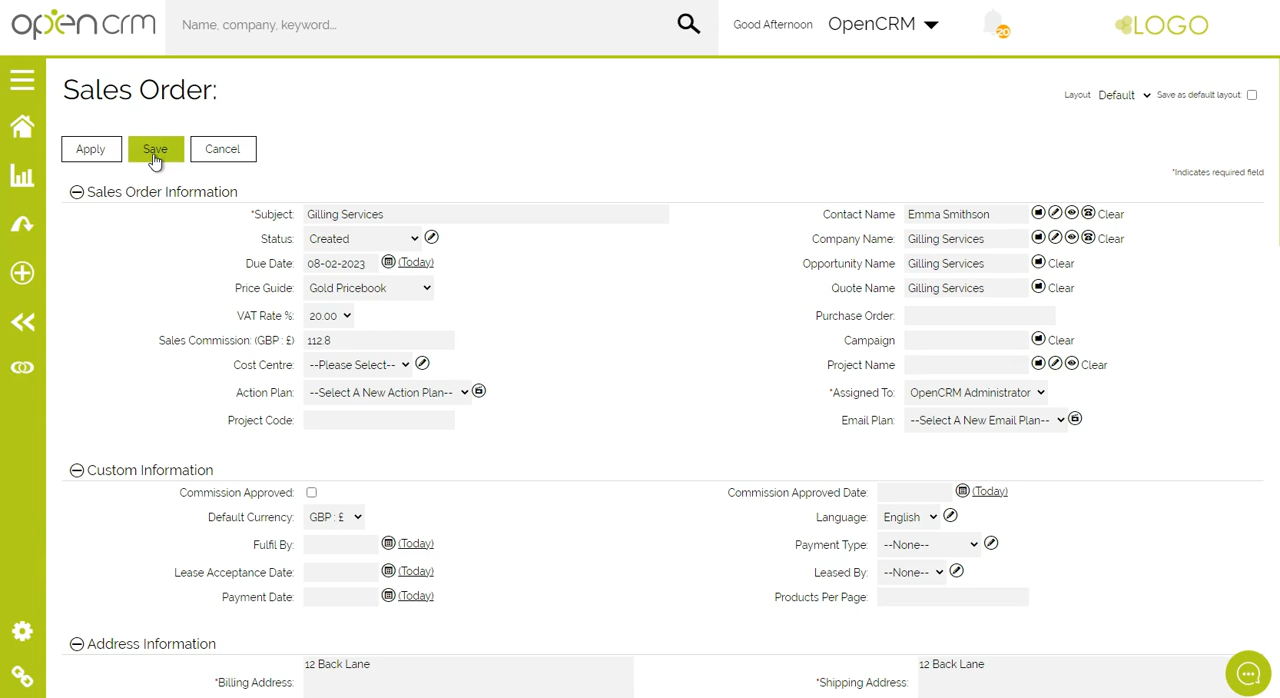 opencrm
Name, company, keyword...
Good Afternoon OpenCRM
20
LOGO
Sales Order:
Layout Default Save as default layout:
Apply Save Cancel
*Indicates required field
Sales Order Information
*Subject: Gilling Services
Contact Name Emma Smithson Clear
Status: Created
Company Name: Gilling Services Clear
Due Date: 08-02-2023 (Today)
Opportunity Name Gilling Services Clear
Price Guide: Gold Pricebook
Quote Name Gilling Services Clear
VAT Rate %: 20.00
Purchase Order:
Sales Commission: (GBP : £) 112.8
Campaign Clear
Cost Centre: --Please Select--
Project Name Clear
Action Plan: --Select A New Action Plan--
*Assigned To: OpenCRM Administrator
Project Code:
Email Plan: --Select A New Email Plan--
Custom Information
Commission Approved:
Commission Approved Date: (Today)
Default Currency: GBP : £
Language: English
Fulfil By: (Today)
Payment Type: --None--
Lease Acceptance Date: (Today)
Leased By: --None--
Payment Date: (Today)
Products Per Page:
Address Information
12 Back Lane
12 Back Lane
*Billing Address:
*Shipping Address: